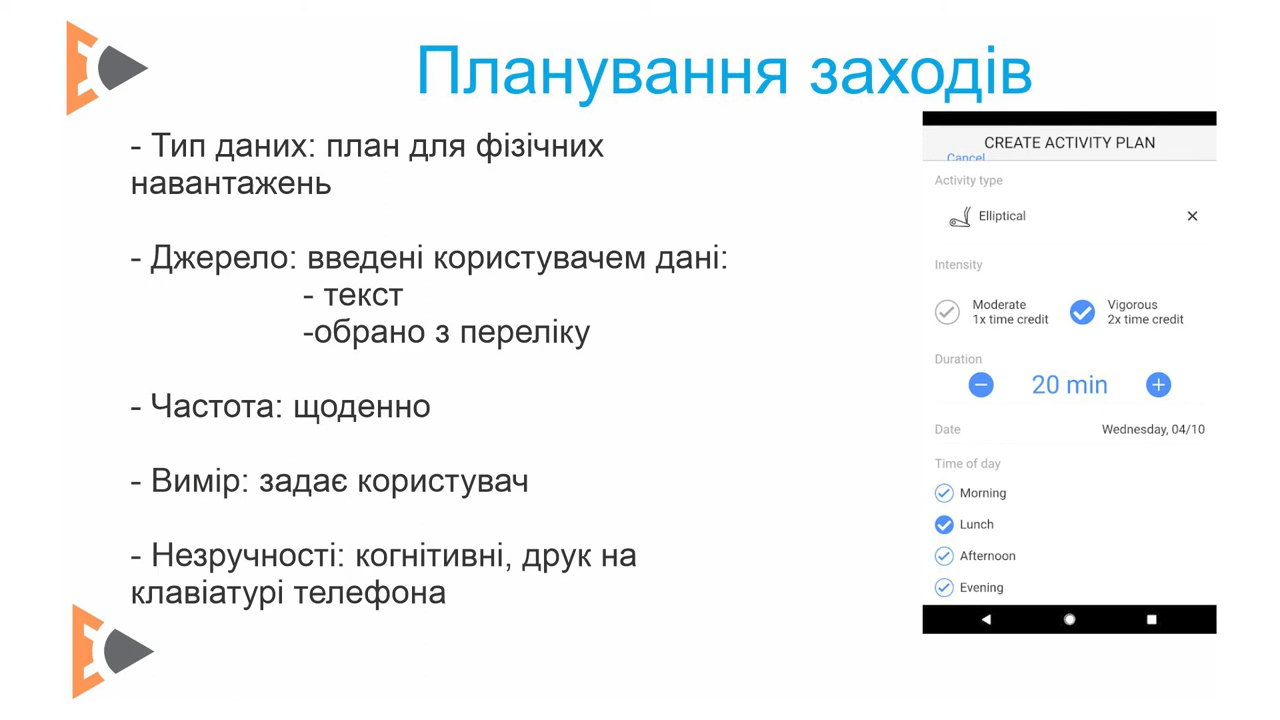 Планування заходів
- Тип даних: план для фізичних
навантажень
- Джерело: введені користувачем дані:
- текст
-обрано з переліку
- Частота: щоденно
- Вимір: задає користувач
- Незручності: когнітивні, друк на
клавіатурі телефона
CREATE ACTIVITY PLAN
Cancel
Activity type
Elliptical
Intensity
Moderate
1x time credit
Vigorous
2x time credit
Duration
20 min
Date
Wednesday, 04/10
Time of day
Morning
Lunch
Afternoon
Evening